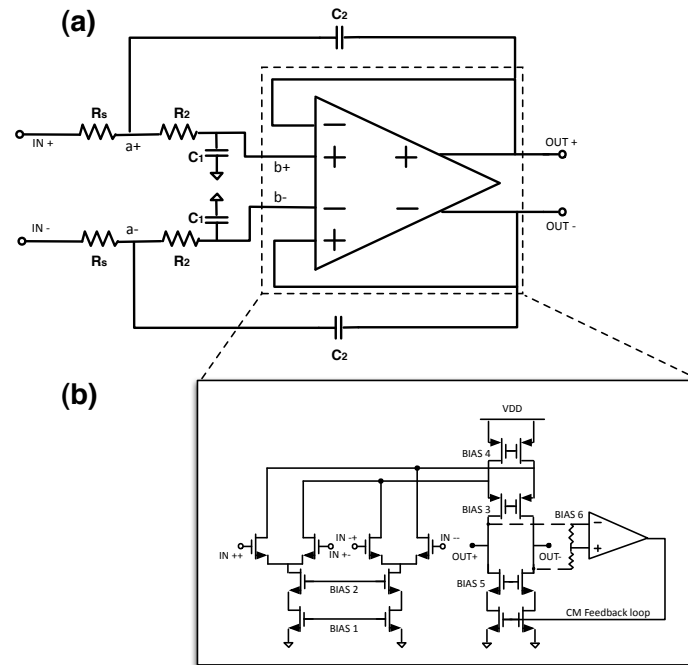 (a)
C2
Rs
R2
IN +
a+
C1
b+
OUT +
b-
C1
IN -
a-
OUT -
Rs
R2
C2
(b)
VDD
BIAS 4
BIAS 3
BIAS 6
IN ++
IN +-
IN -+
IN --
OUT+
OUT-
BIAS 2
BIAS 5
BIAS 1
CM Feedback loop